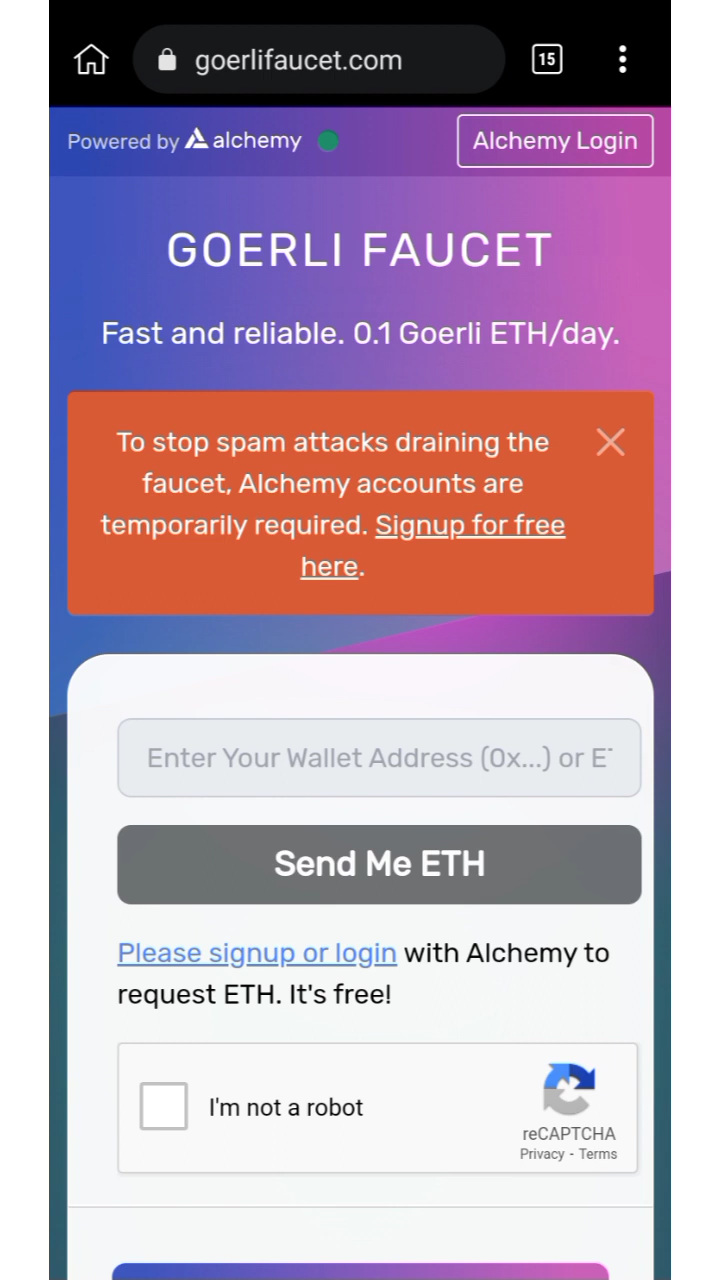 goerlifaucet.com
15
Powered by alchemy
Alchemy Login
GOERLI FAUCET
Fast and reliable. 0.1 Goerli ETH/day.
To stop spam attacks draining the
faucet, Alchemy accounts are
temporarily required. Signup for free
here.
Enter Your Wallet Address (0x...) or E
Send Me ETH
Please signup or login with Alchemy to
request ETH. It's free!
I'm not a robot
reCAPTCHA
Privacy - Terms